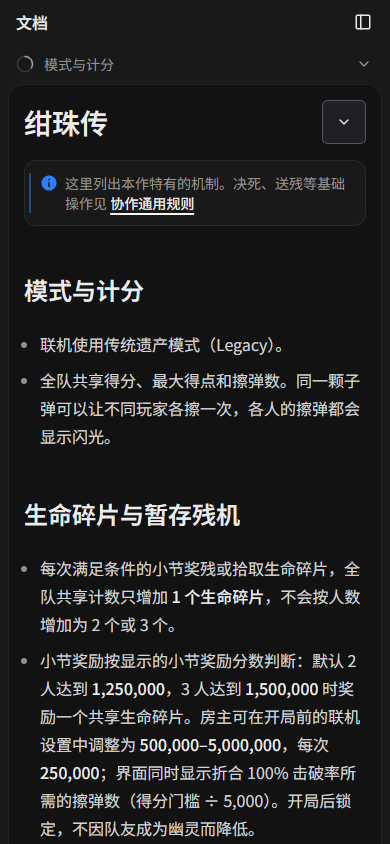 文档
模式与计分
绀珠传
这里列出本作特有的机制。决死、送残等基础
操作见 协作通用规则
模式与计分
联机使用传统遗产模式（Legacy）。
全队共享得分、最大得点和擦弹数。同一颗子
弹可以让不同玩家各擦一次，各人的擦弹都会
显示闪光。
生命碎片与暂存残机
每次满足条件的小节奖残或拾取生命碎片，全
队共享计数只增加 1 个生命碎片，不会按人数
增加为 2 个或 3 个。
小节奖励按显示的小节奖励分数判断：默认 2
人达到 1,250,000，3 人达到 1,500,000 时奖
励一个共享生命碎片。房主可在开局前的联机
设置中调整为 500,000–5,000,000，每次
250,000；界面同时显示折合 100% 击破率所
需的擦弹数（得分门槛 ÷ 5,000）。开局后锁
定，不因队友成为幽灵而降低。